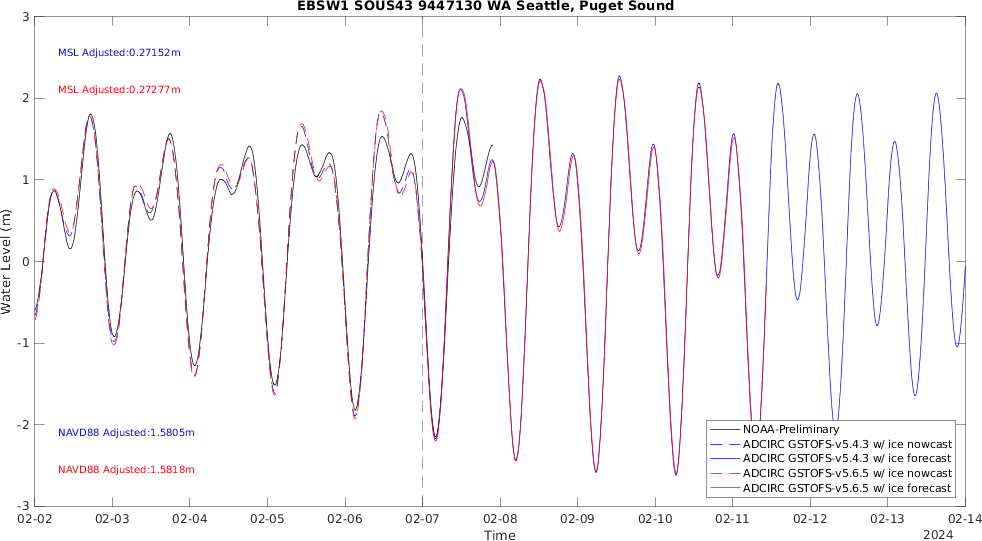 EBSW1 SOUS43 9447130 WA Seattle, Puget Sound
3
2
1
0
-1
-2
-3
Water Level (m)
MSL Adjusted:0.27152m
MSL Adjusted:0.27277m
NAVD88 Adjusted:1.5805m
NAVD88 Adjusted:1.5818m
NOAA-Preliminary
ADCIRC GSTOFS-v5.4.3 w/ ice nowcast
ADCIRC GSTOFS-v5.4.3 w/ ice forecast
ADCIRC GSTOFS-v5.6.5 w/ ice nowcast
ADCIRC GSTOFS-v5.6.5 w/ ice forecast
02-02 02-03 02-04 02-05 02-06 02-07 02-08 02-09 02-10 02-11 02-12 02-13 02-14
Time
2024